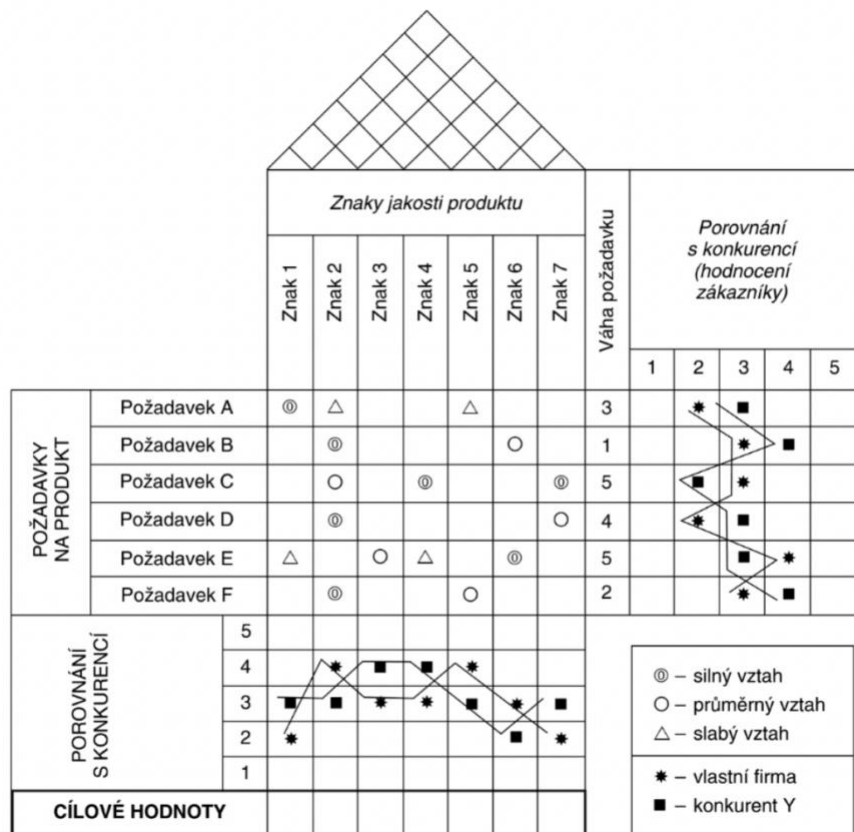 Znaky jakosti produktu
Znak 1
Znak 2
Znak 3
Znak 4
Znak 5
Znak 6
Znak 7
Váha požadavku
Porovnání
s konkurencí
(hodnocení
zákazníky)
1 2 3 4 5
POŽADAVKY
NA PRODUKT
Požadavek A 3
Požadavek B 1
Požadavek C 5
Požadavek D 4
Požadavek E 5
Požadavek F 2
POROVNÁNÍ
S KONKURENCÍ
5
4
3
2
1
CÍLOVÉ HODNOTY
– silný vztah
– průměrný vztah
– slabý vztah
– vlastní firma
– konkurent Y